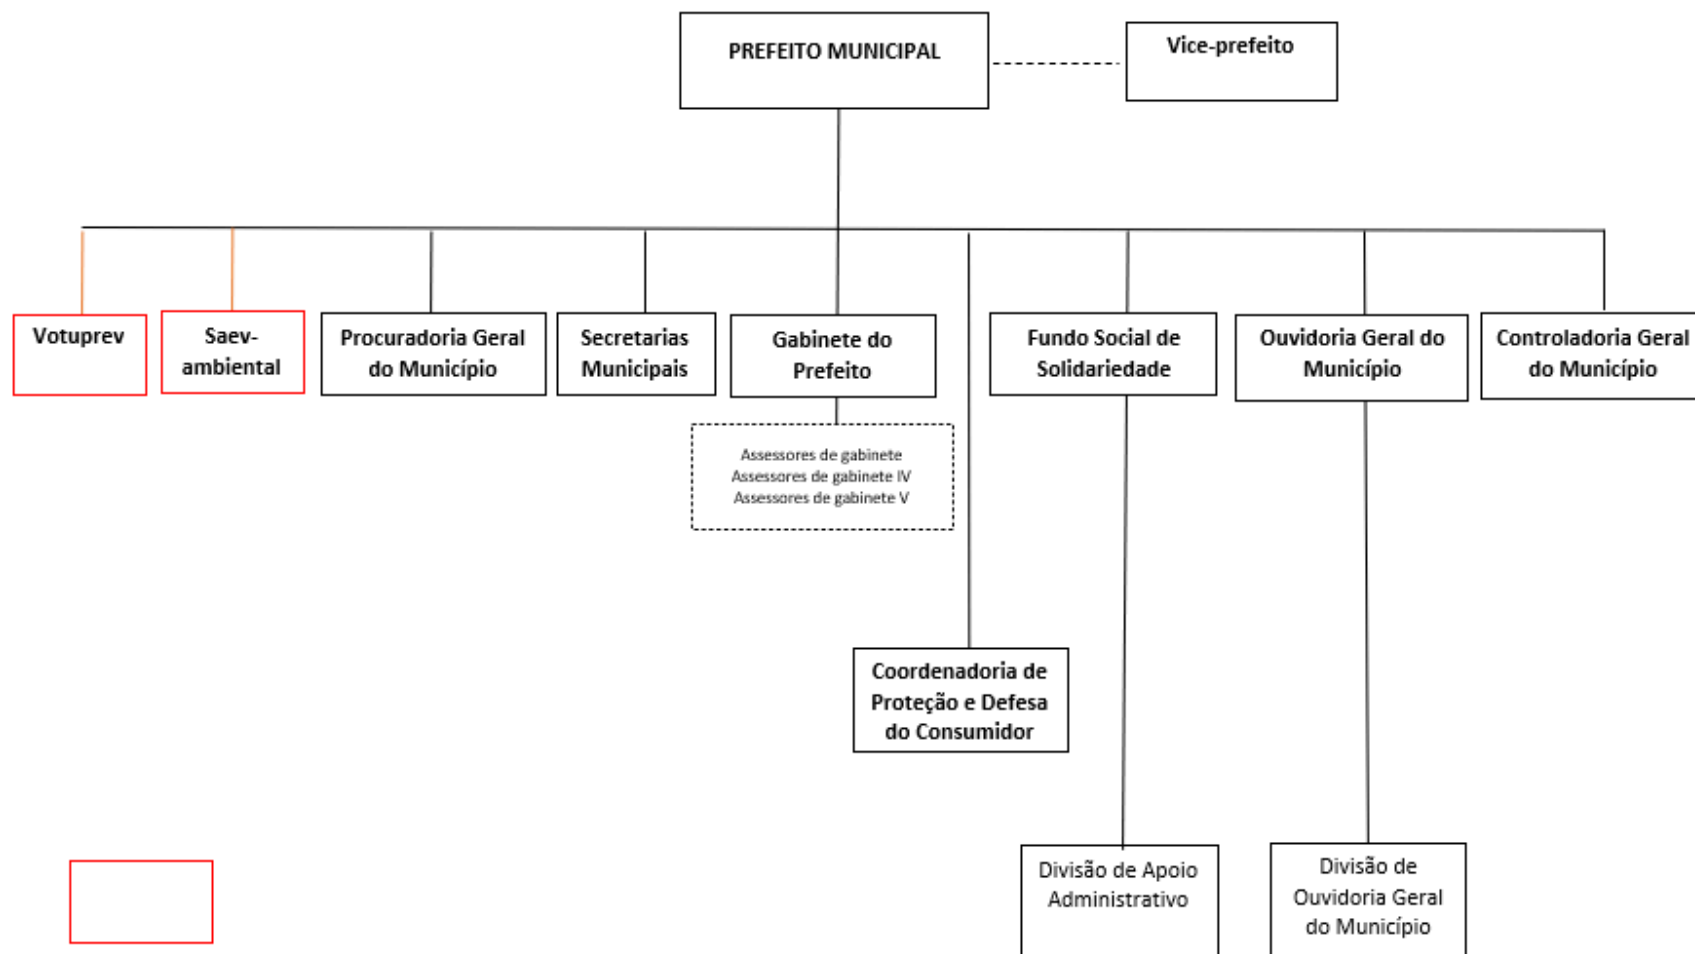 PREFEITO MUNICIPAL
Vice-prefeito
Votuprev
Saev-
ambiental
Procuradoria Geral
do Município
Secretarias
Municipais
Gabinete do
Prefeito
Fundo Social de
Solidariedade
Ouvidoria Geral do
Município
Controladoria Geral
do Município
Assessores de gabinete
Assessores de gabinete IV
Assessores de gabinete V
Coordenadoria de
Proteção e Defesa
do Consumidor
Divisão de Apoio
Administrativo
Divisão de
Ouvidoria Geral
do Município